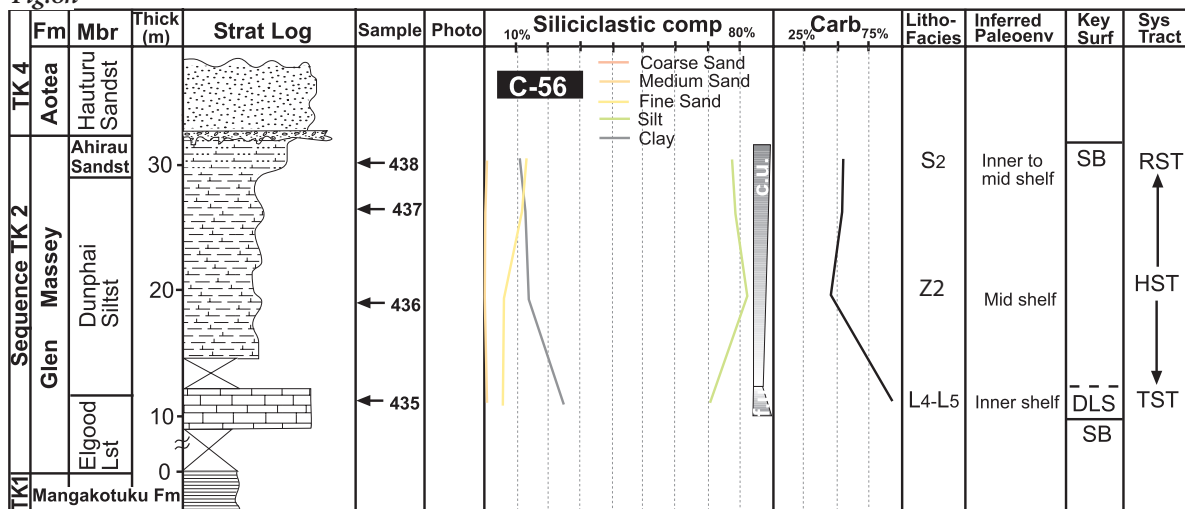 Fm Mbr Thick (m) Strat Log Sample Photo 10% Siliciclastic comp 80% 25% Carb 75% Litho-Facies Inferred Paleoenv Key Surf Sys Tract
TK 4
Aotea
Hauturu Sandst
C-56
Coarse Sand
Medium Sand
Fine Sand
Silt
Clay
Sequence TK 2
Glen Massey
Ahirau Sandst
30
438
c.u.
S2
Inner to mid shelf
SB
RST
437
Dunphai Siltst
20
436
Z2
Mid shelf
HST
Elgood Lst
10
435
L4-L5
Inner shelf
DLS
TST
SB
0
TK1
Mangakotuku Fm